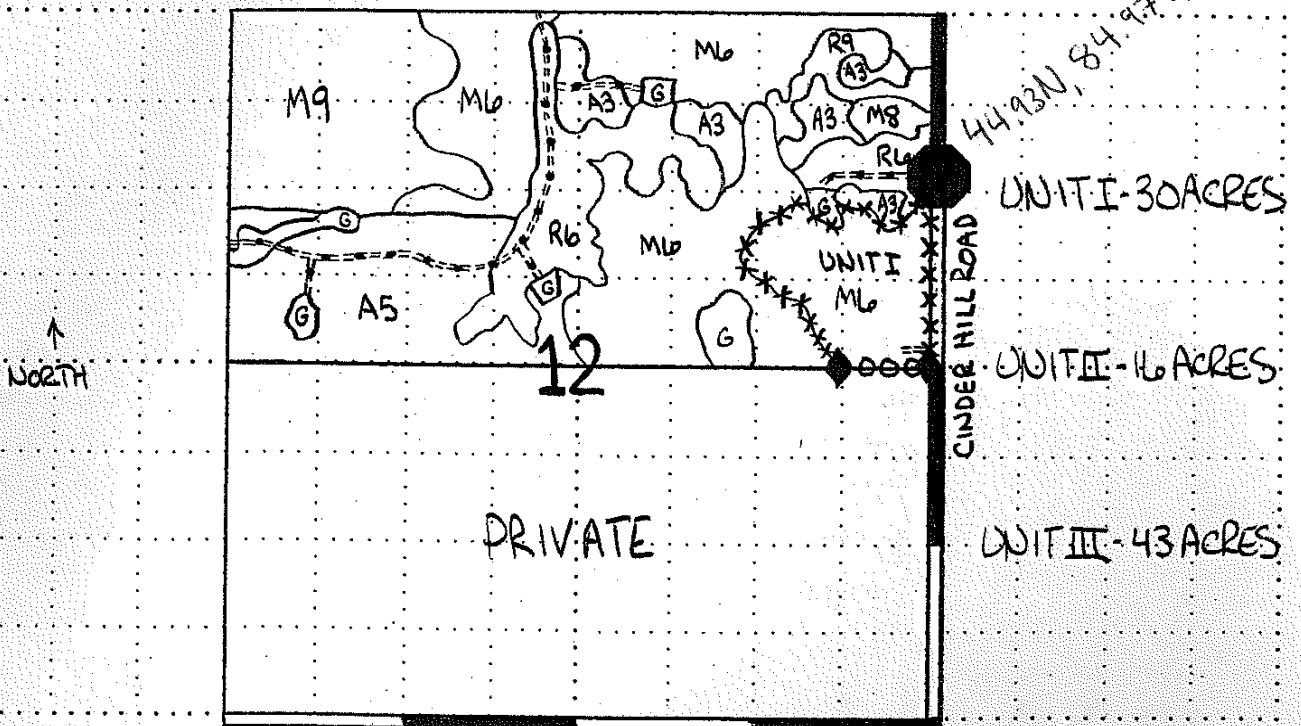 M6
R9
A3
44.93N, 84.97
M9
M6
A3
G
A3
A3
M8
R6
UNIT I - 30 ACRES
G
G
A3
R6
M6
UNIT I
M6
G
A5
G
G
12
NORTH
UNIT II - 16 ACRES
CINDER HILL ROAD
PRIVATE
UNIT III - 43 ACRES